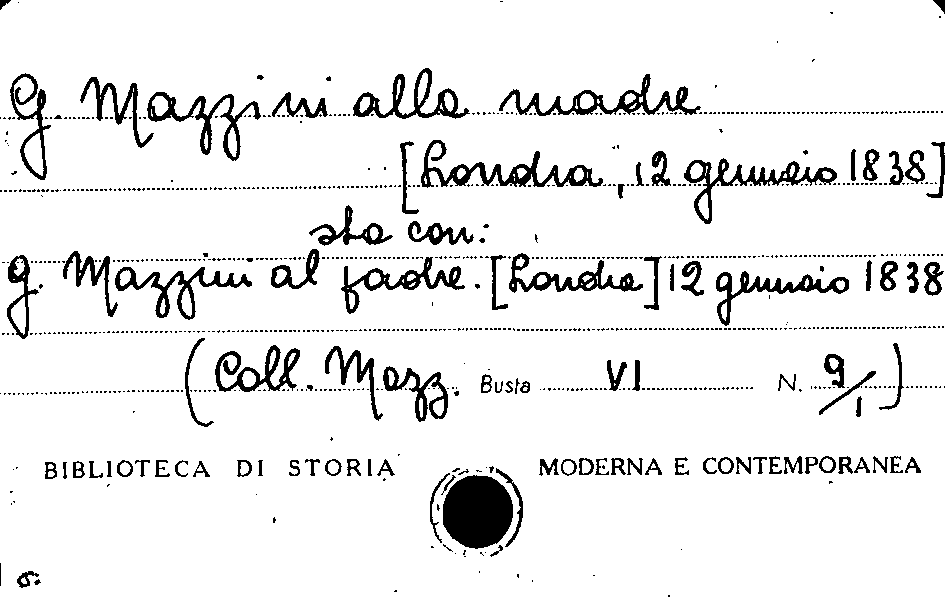 G. Mazzini alla madre
[Londra, 12 gennaio 1838]
sta con:
G. Mazzini al padre. [Londra] 12 gennaio 1838
(Coll. Mazz. Busta VI N. 9/1)
BIBLIOTECA DI STORIA MODERNA E CONTEMPORANEA